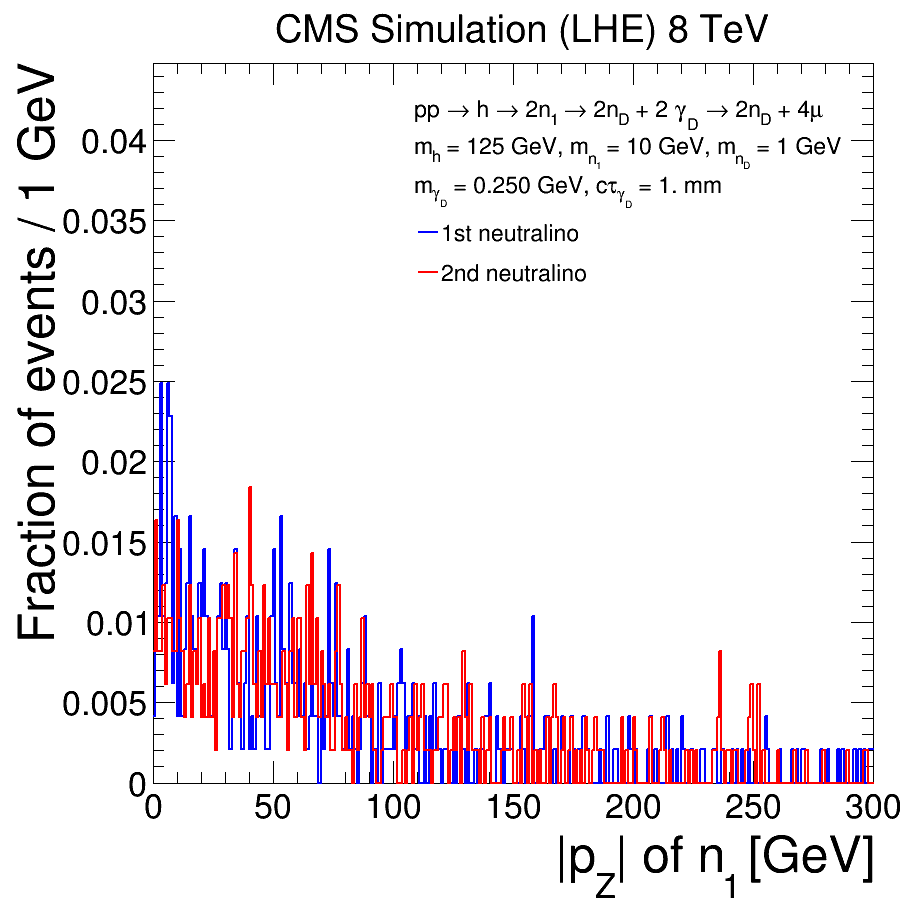 CMS Simulation (LHE) 8 TeV
pp → h → 2n1 → 2nD + 2 γD → 2nD + 4μ
mh = 125 GeV, mn1 = 10 GeV, mnD = 1 GeV
mγD = 0.250 GeV, cτγD = 1. mm
1st neutralino
2nd neutralino
Fraction of events / 1 GeV
0.04
0.035
0.03
0.025
0.02
0.015
0.01
0.005
0
0 50 100 150 200 250 300
|pZ| of n1 [GeV]